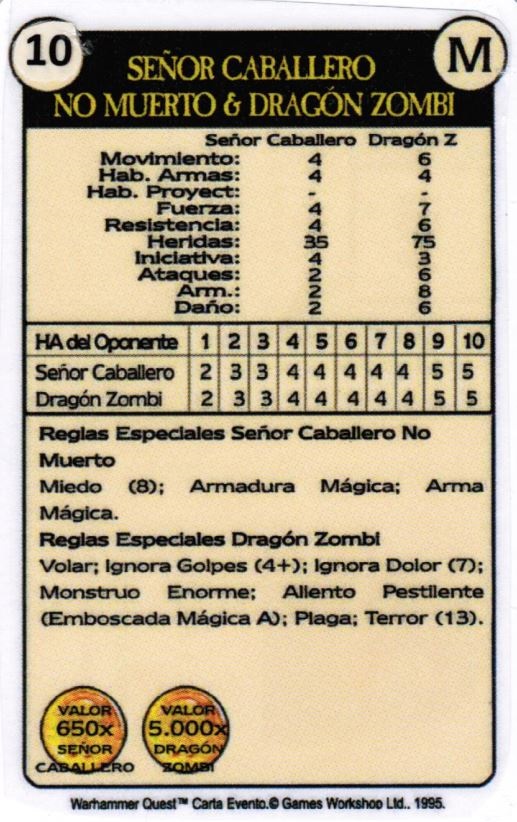 10
M
SEÑOR CABALLERO
NO MUERTO & DRAGÓN ZOMBI
Señor Caballero Dragón Z
Movimiento: 4 6
Hab. Armas: 4 4
Hab. Proyect: - -
Fuerza: 4 7
Resistencia: 4 6
Heridas: 35 75
Iniciativa: 4 3
Ataques: 2 6
Arm.: 2 8
Daño: 2 6
HA del Oponente 1 2 3 4 5 6 7 8 9 10
Señor Caballero 2 3 3 4 4 4 4 4 5 5
Dragón Zombi 2 3 3 4 4 4 4 4 5 5
Reglas Especiales Señor Caballero No
Muerto
Miedo (8); Armadura Mágica; Arma
Mágica.
Reglas Especiales Dragón Zombi
Volar; Ignora Golpes (4+); Ignora Dolor (7);
Monstruo Enorme; Aliento Pestilente
(Emboscada Mágica A); Plaga; Terror (13).
VALOR
650x
SEÑOR
CABALLERO
VALOR
5.000x
DRAGÓN
ZOMBI
Warhammer Quest™ Carta Evento.© Games Workshop Ltd.. 1995.